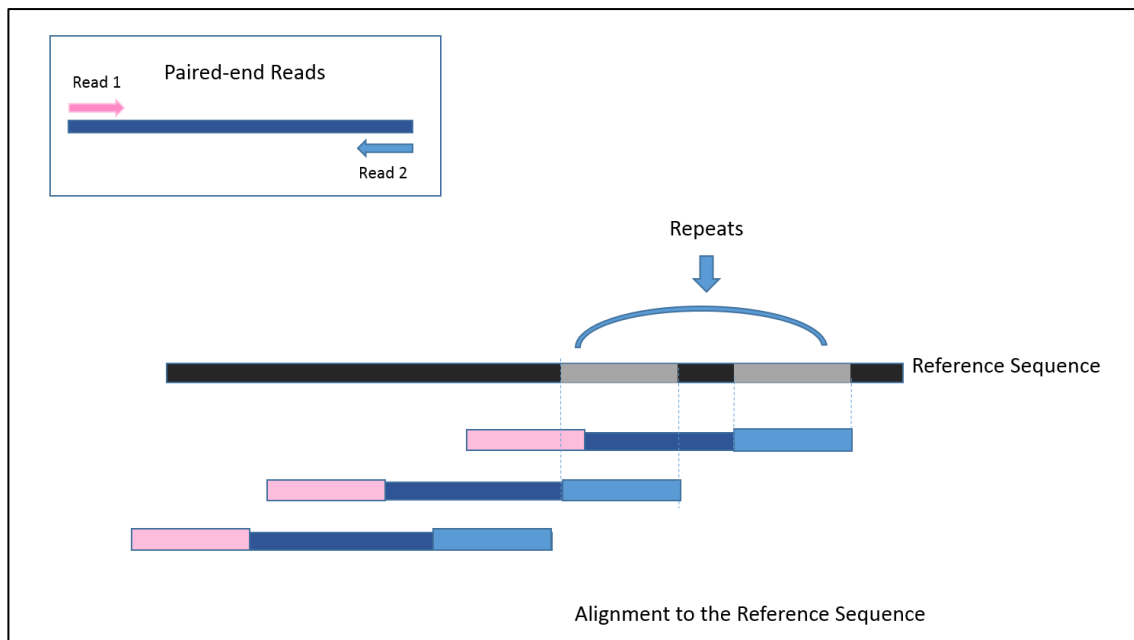 Paired-end Reads
Read 1
Read 2
Repeats
Reference Sequence
Alignment to the Reference Sequence